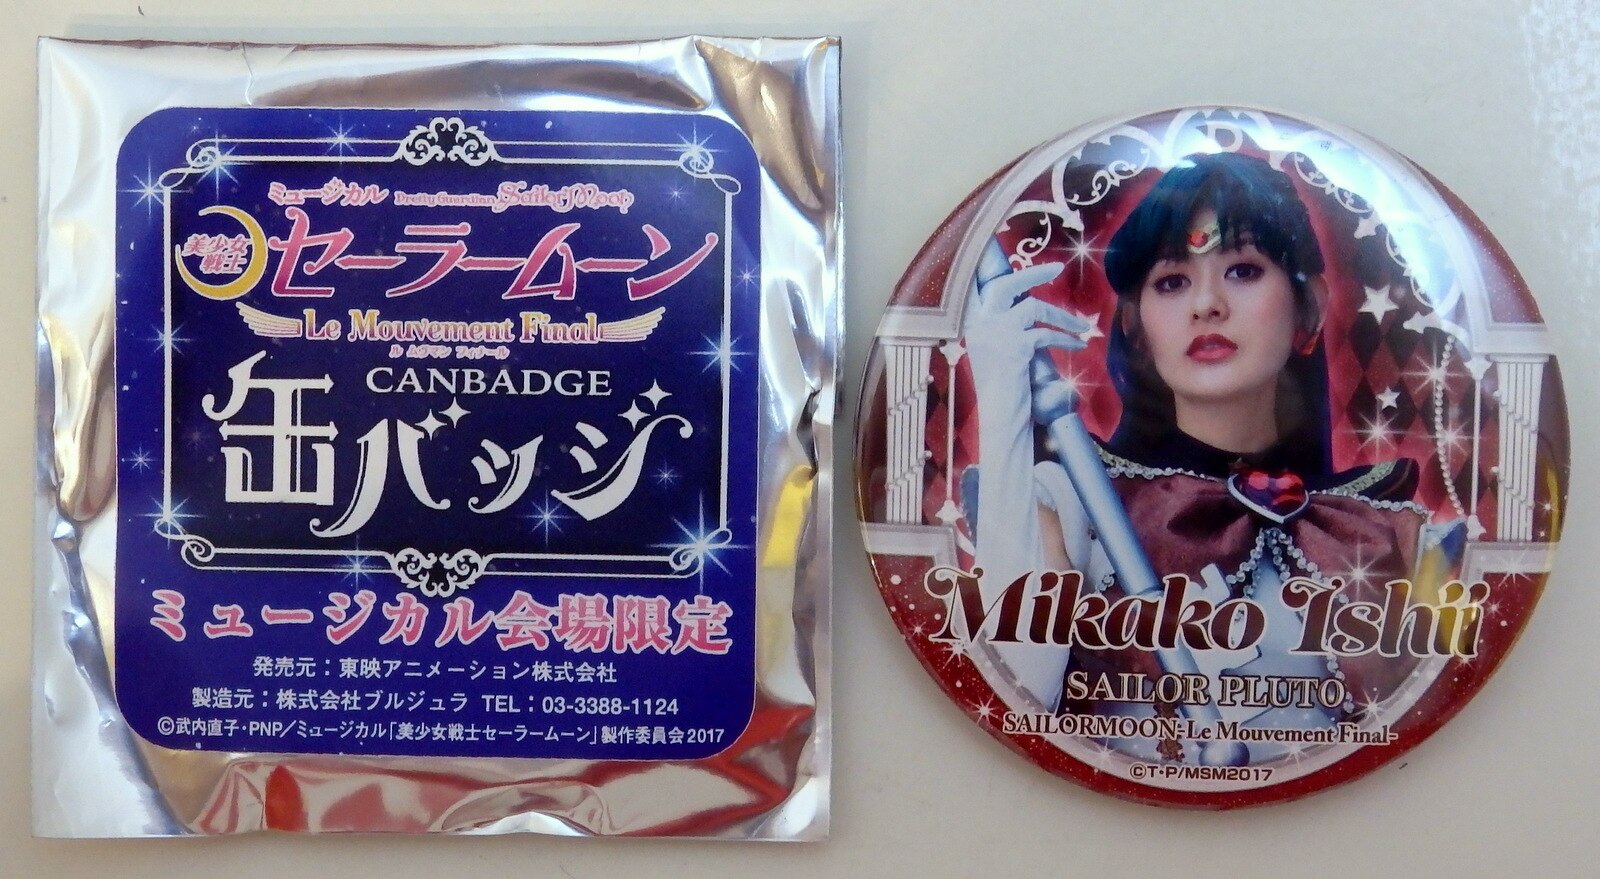 ミュージカル Pretty Guardian Sailor Moon
美少女
戦士
セーラームーン
Le Mouvement Final
ル ムヴマン フィナール
CANBADGE
缶バッジ
ミュージカル会場限定
発売元：東映アニメーション株式会社
製造元：株式会社ブルジュラ TEL：03-3388-1124
©武内直子・PNP／ミュージカル「美少女戦士セーラームーン」製作委員会2017
Mikako Ishii
SAILOR PLUTO
SAILORMOON-Le Mouvement Final-
©T・P/MSM2017